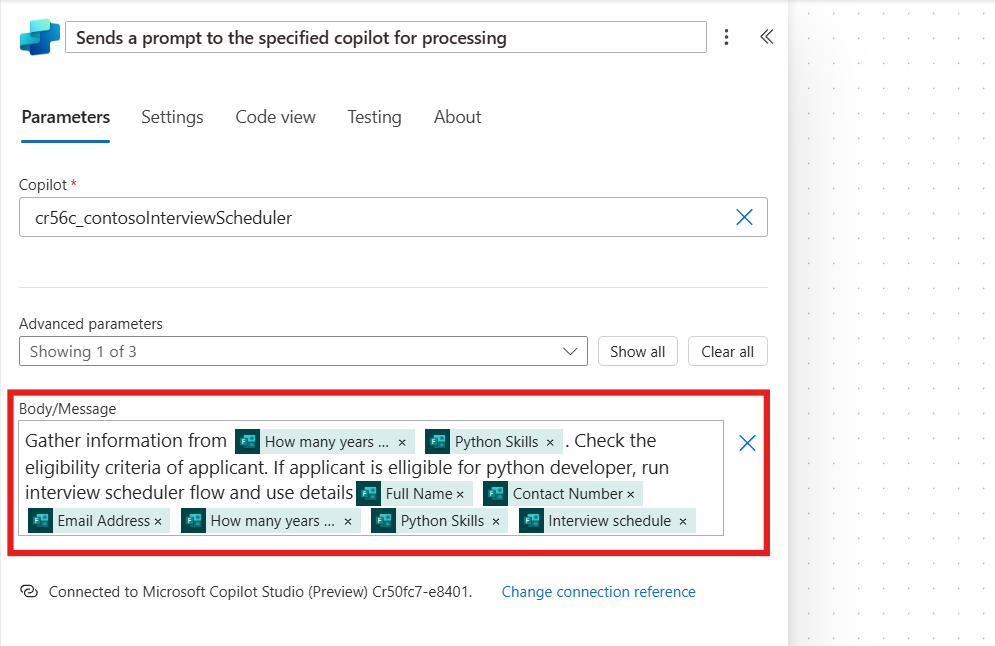 Sends a prompt to the specified copilot for processing
Parameters Settings Code view Testing About
Copilot *
cr56c_contosoInterviewScheduler
Advanced parameters
Showing 1 of 3 Show all Clear all
Body/Message
Gather information from How many years ... × Python Skills × . Check the
eligibility criteria of applicant. If applicant is elligible for python developer, run
interview scheduler flow and use details Full Name × Contact Number ×
Email Address × How many years ... × Python Skills × Interview schedule ×
Connected to Microsoft Copilot Studio (Preview) Cr50fc7-e8401. Change connection reference